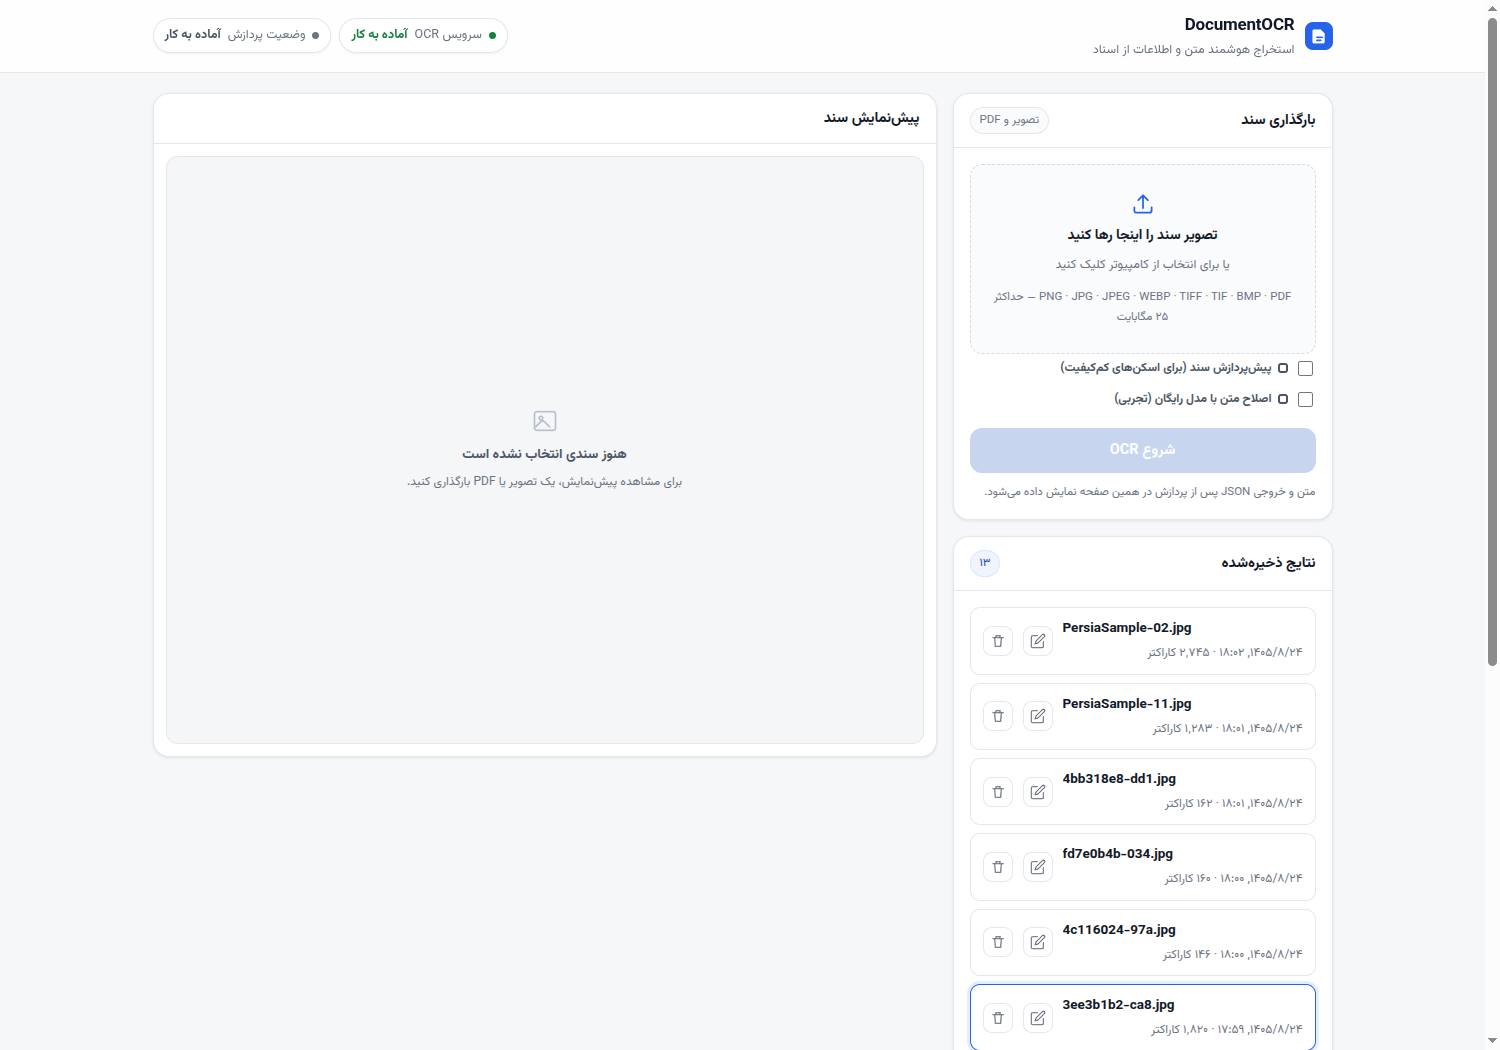 DocumentOCR
استخراج هوشمند متن و اطلاعات از اسناد
سرویس OCR آماده به کار
وضعیت پردازش آماده به کار
بارگذاری سند
تصویر و PDF
تصویر سند را اینجا رها کنید
یا برای انتخاب از کامپیوتر کلیک کنید
PNG · JPG · JPEG · WEBP · TIFF · TIF · BMP · PDF — حداکثر
۲۵ مگابایت
پیش‌پردازش سند (برای اسکن‌های کم‌کیفیت)
اصلاح متن با مدل رایگان (تجربی)
شروع OCR
متن و خروجی JSON پس از پردازش در همین صفحه نمایش داده می‌شود.
نتایج ذخیره‌شده
۱۳
PersiaSample-02.jpg
۱۴۰۵/۸/۲۴, ۱۸:۰۲ · ۲,۷۴۵ کاراکتر
PersiaSample-11.jpg
۱۴۰۵/۸/۲۴, ۱۸:۰۱ · ۱,۲۸۳ کاراکتر
4bb318e8-dd1.jpg
۱۴۰۵/۸/۲۴, ۱۸:۰۱ · ۱۶۲ کاراکتر
fd7e0b4b-034.jpg
۱۴۰۵/۸/۲۴, ۱۸:۰۰ · ۱۶۰ کاراکتر
4c116024-97a.jpg
۱۴۰۵/۸/۲۴, ۱۸:۰۰ · ۱۴۶ کاراکتر
3ee3b1b2-ca8.jpg
۱۴۰۵/۸/۲۴, ۱۷:۵۹ · ۱,۸۲۰ کاراکتر
پیش‌نمایش سند
هنوز سندی انتخاب نشده است
برای مشاهده پیش‌نمایش، یک تصویر یا PDF بارگذاری کنید.